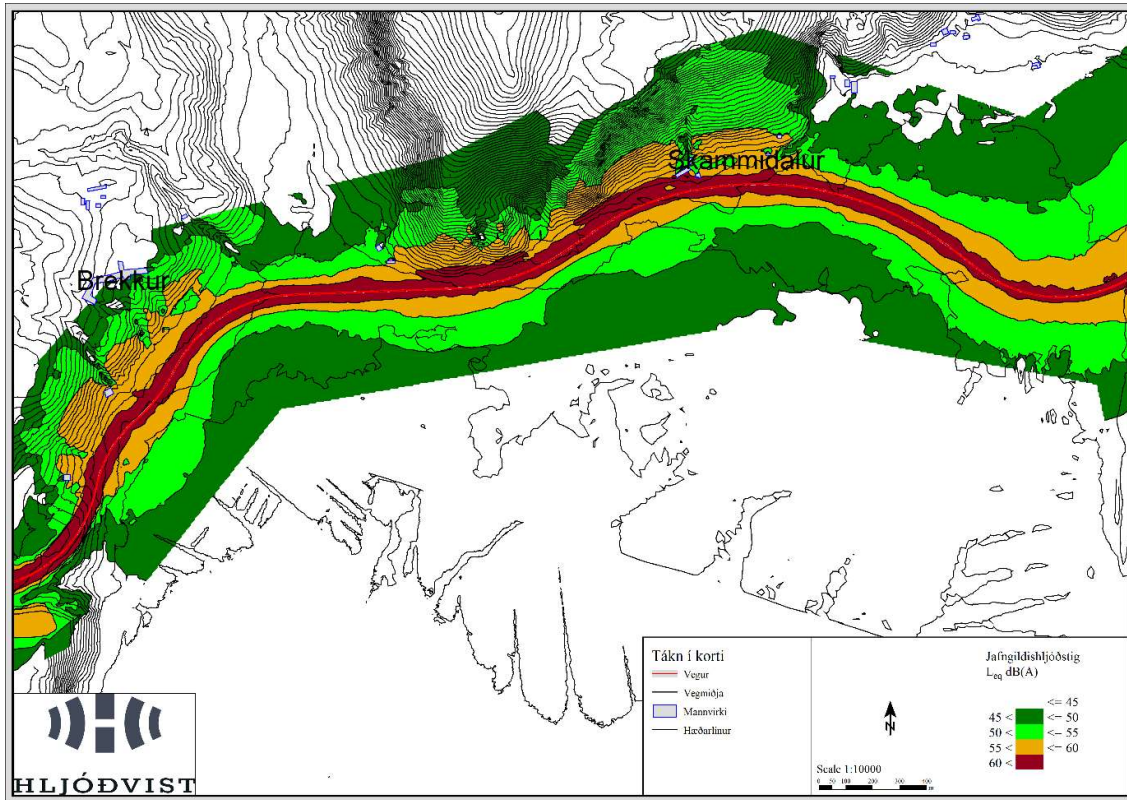 Skammidalur
Brekkur
Tákn í korti
Vegur
Vegmiðja
Mannvirki
Hæðarlínur
Scale 1:10000
0 50 100 200 300 400
m
N
Jafngildishljóðstig
Leq dB(A)
<= 45
45 < <= 50
50 < <= 55
55 < <= 60
60 <
HLJÓÐVIST